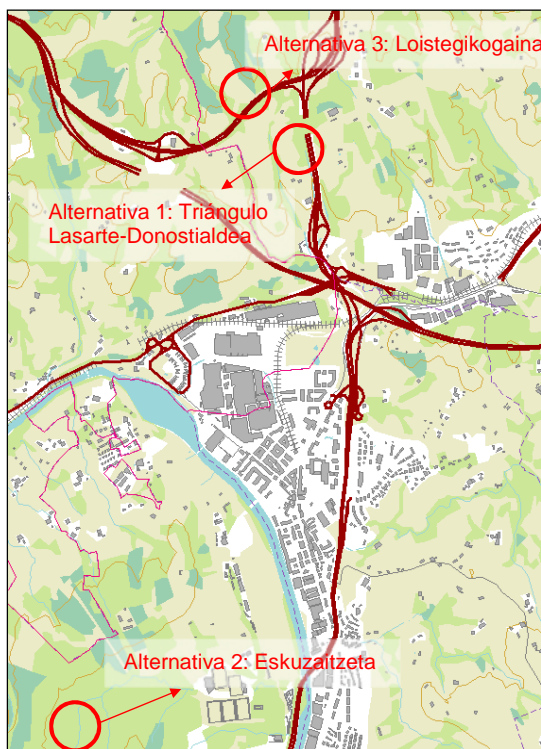 Alternativa 3: Loistegikogaina
Alternativa 1: Triángulo
Lasarte-Donostialdea
Alternativa 2: Eskuzaitzeta